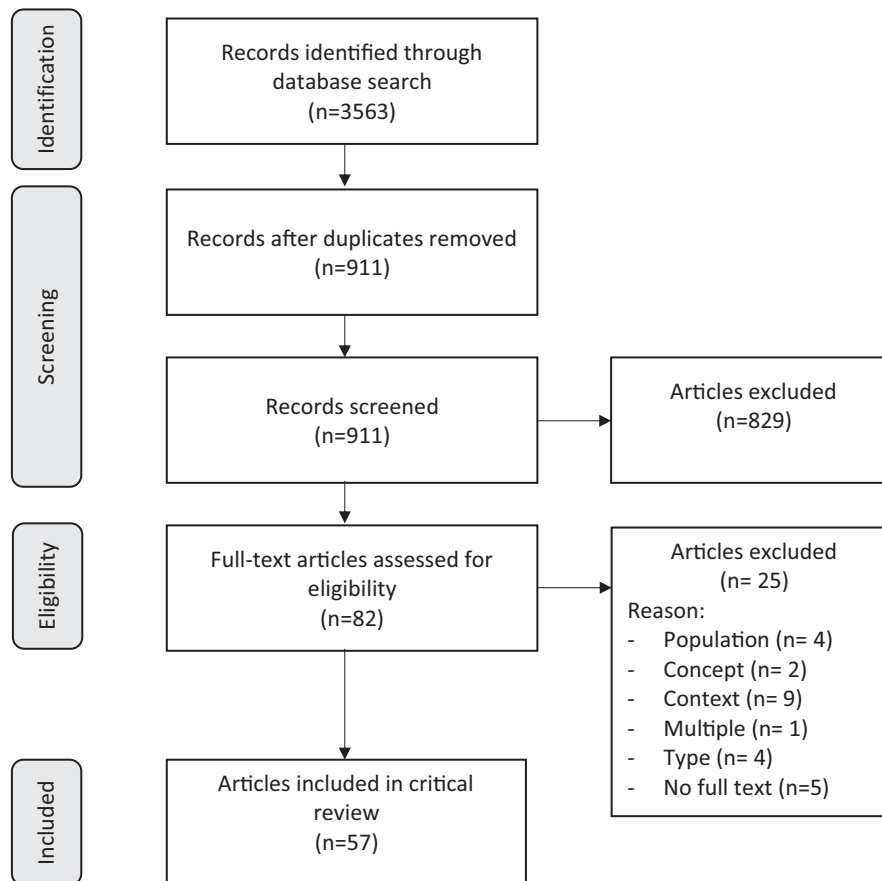 Identification
Records identified through
database search
(n=3563)
Screening
Records after duplicates removed
(n=911)
Records screened
(n=911)
Articles excluded
(n=829)
Eligibility
Full-text articles assessed for
eligibility
(n=82)
Articles excluded
(n= 25)
Reason:
- Population (n= 4)
- Concept (n= 2)
- Context (n= 9)
- Multiple (n= 1)
- Type (n= 4)
- No full text (n=5)
Included
Articles included in critical
review
(n=57)